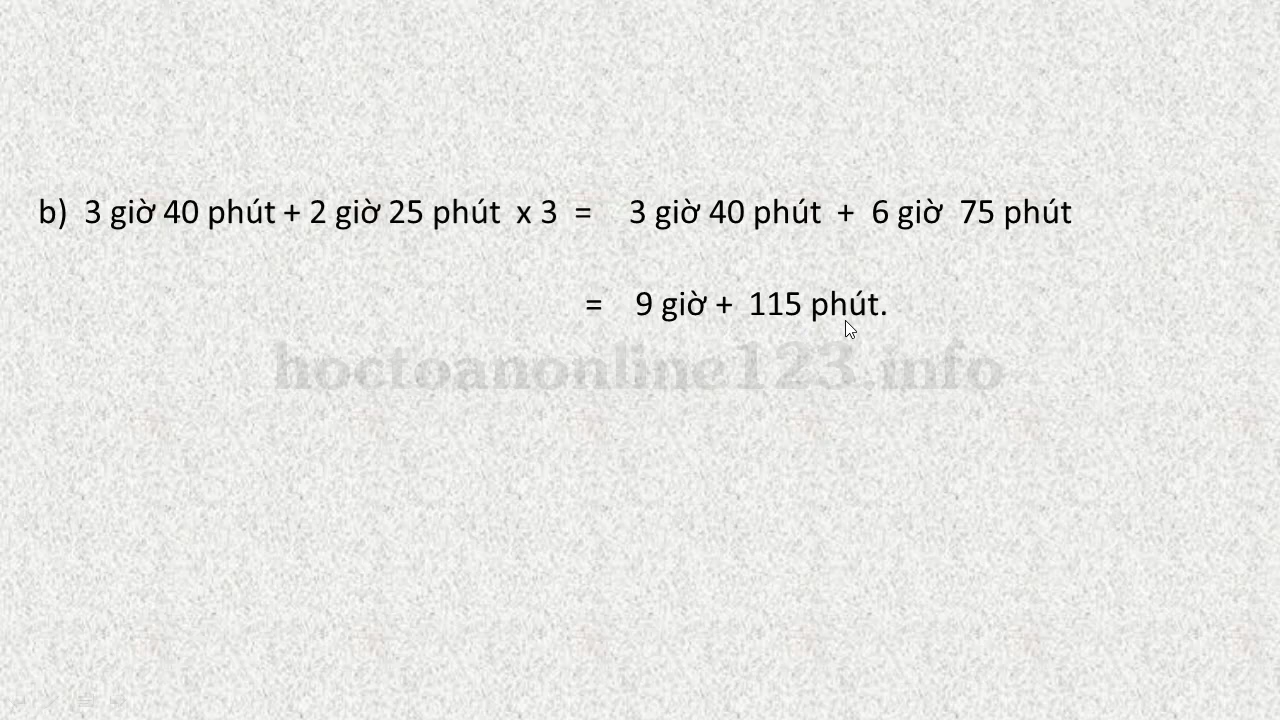 b) 3 giờ 40 phút + 2 giờ 25 phút x 3 = 3 giờ 40 phút + 6 giờ 75 phút
= 9 giờ + 115 phút.
hoctoanonline123.info